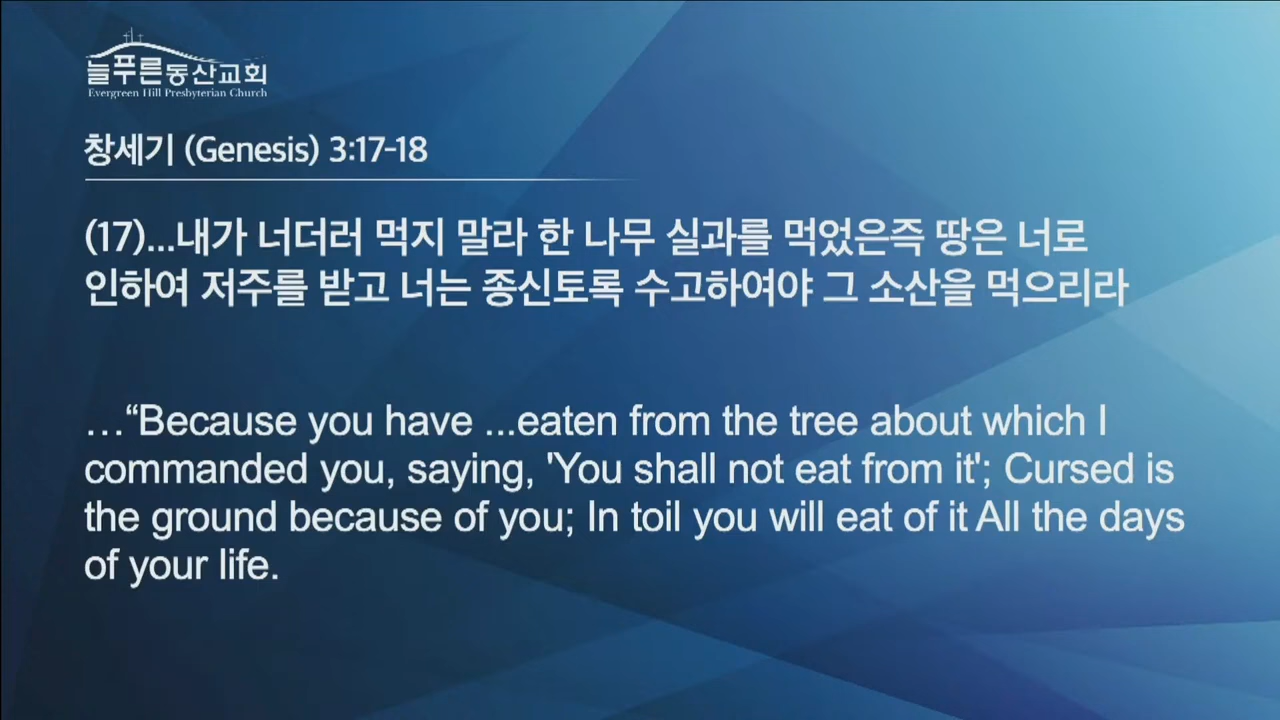 늘푸른동산교회
Evergreen Hill Presbyterian Church
창세기 (Genesis) 3:17-18
(17)...내가 너더러 먹지 말라 한 나무 실과를 먹었은즉 땅은 너로
인하여 저주를 받고 너는 종신토록 수고하여야 그 소산을 먹으리라
…“Because you have ...eaten from the tree about which I
commanded you, saying, 'You shall not eat from it'; Cursed is
the ground because of you; In toil you will eat of it All the days
of your life.